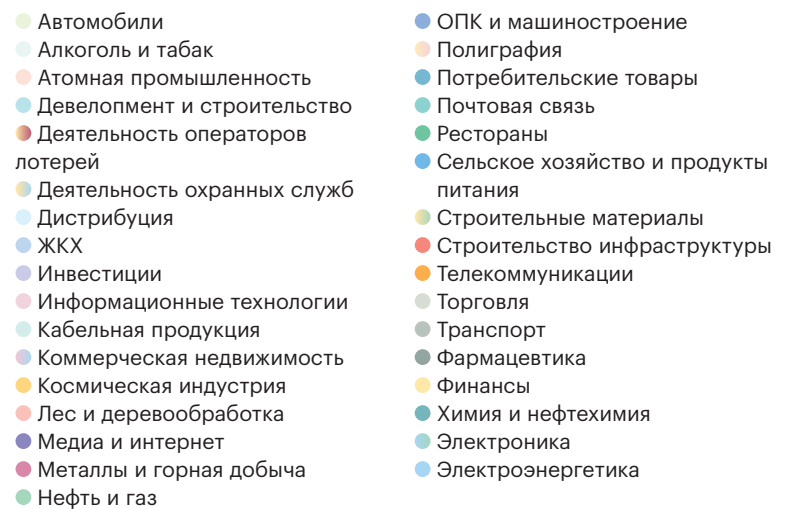 Автомобили
Алкоголь и табак
Атомная промышленность
Девелопмент и строительство
Деятельность операторов
лотерей
Деятельность охранных служб
Дистрибуция
ЖКХ
Инвестиции
Информационные технологии
Кабельная продукция
Коммерческая недвижимость
Космическая индустрия
Лес и деревообработка
Медиа и интернет
Металлы и горная добыча
Нефть и газ
ОПК и машиностроение
Полиграфия
Потребительские товары
Почтовая связь
Рестораны
Сельское хозяйство и продукты
питания
Строительные материалы
Строительство инфраструктуры
Телекоммуникации
Торговля
Транспорт
Фармацевтика
Финансы
Химия и нефтехимия
Электроника
Электроэнергетика